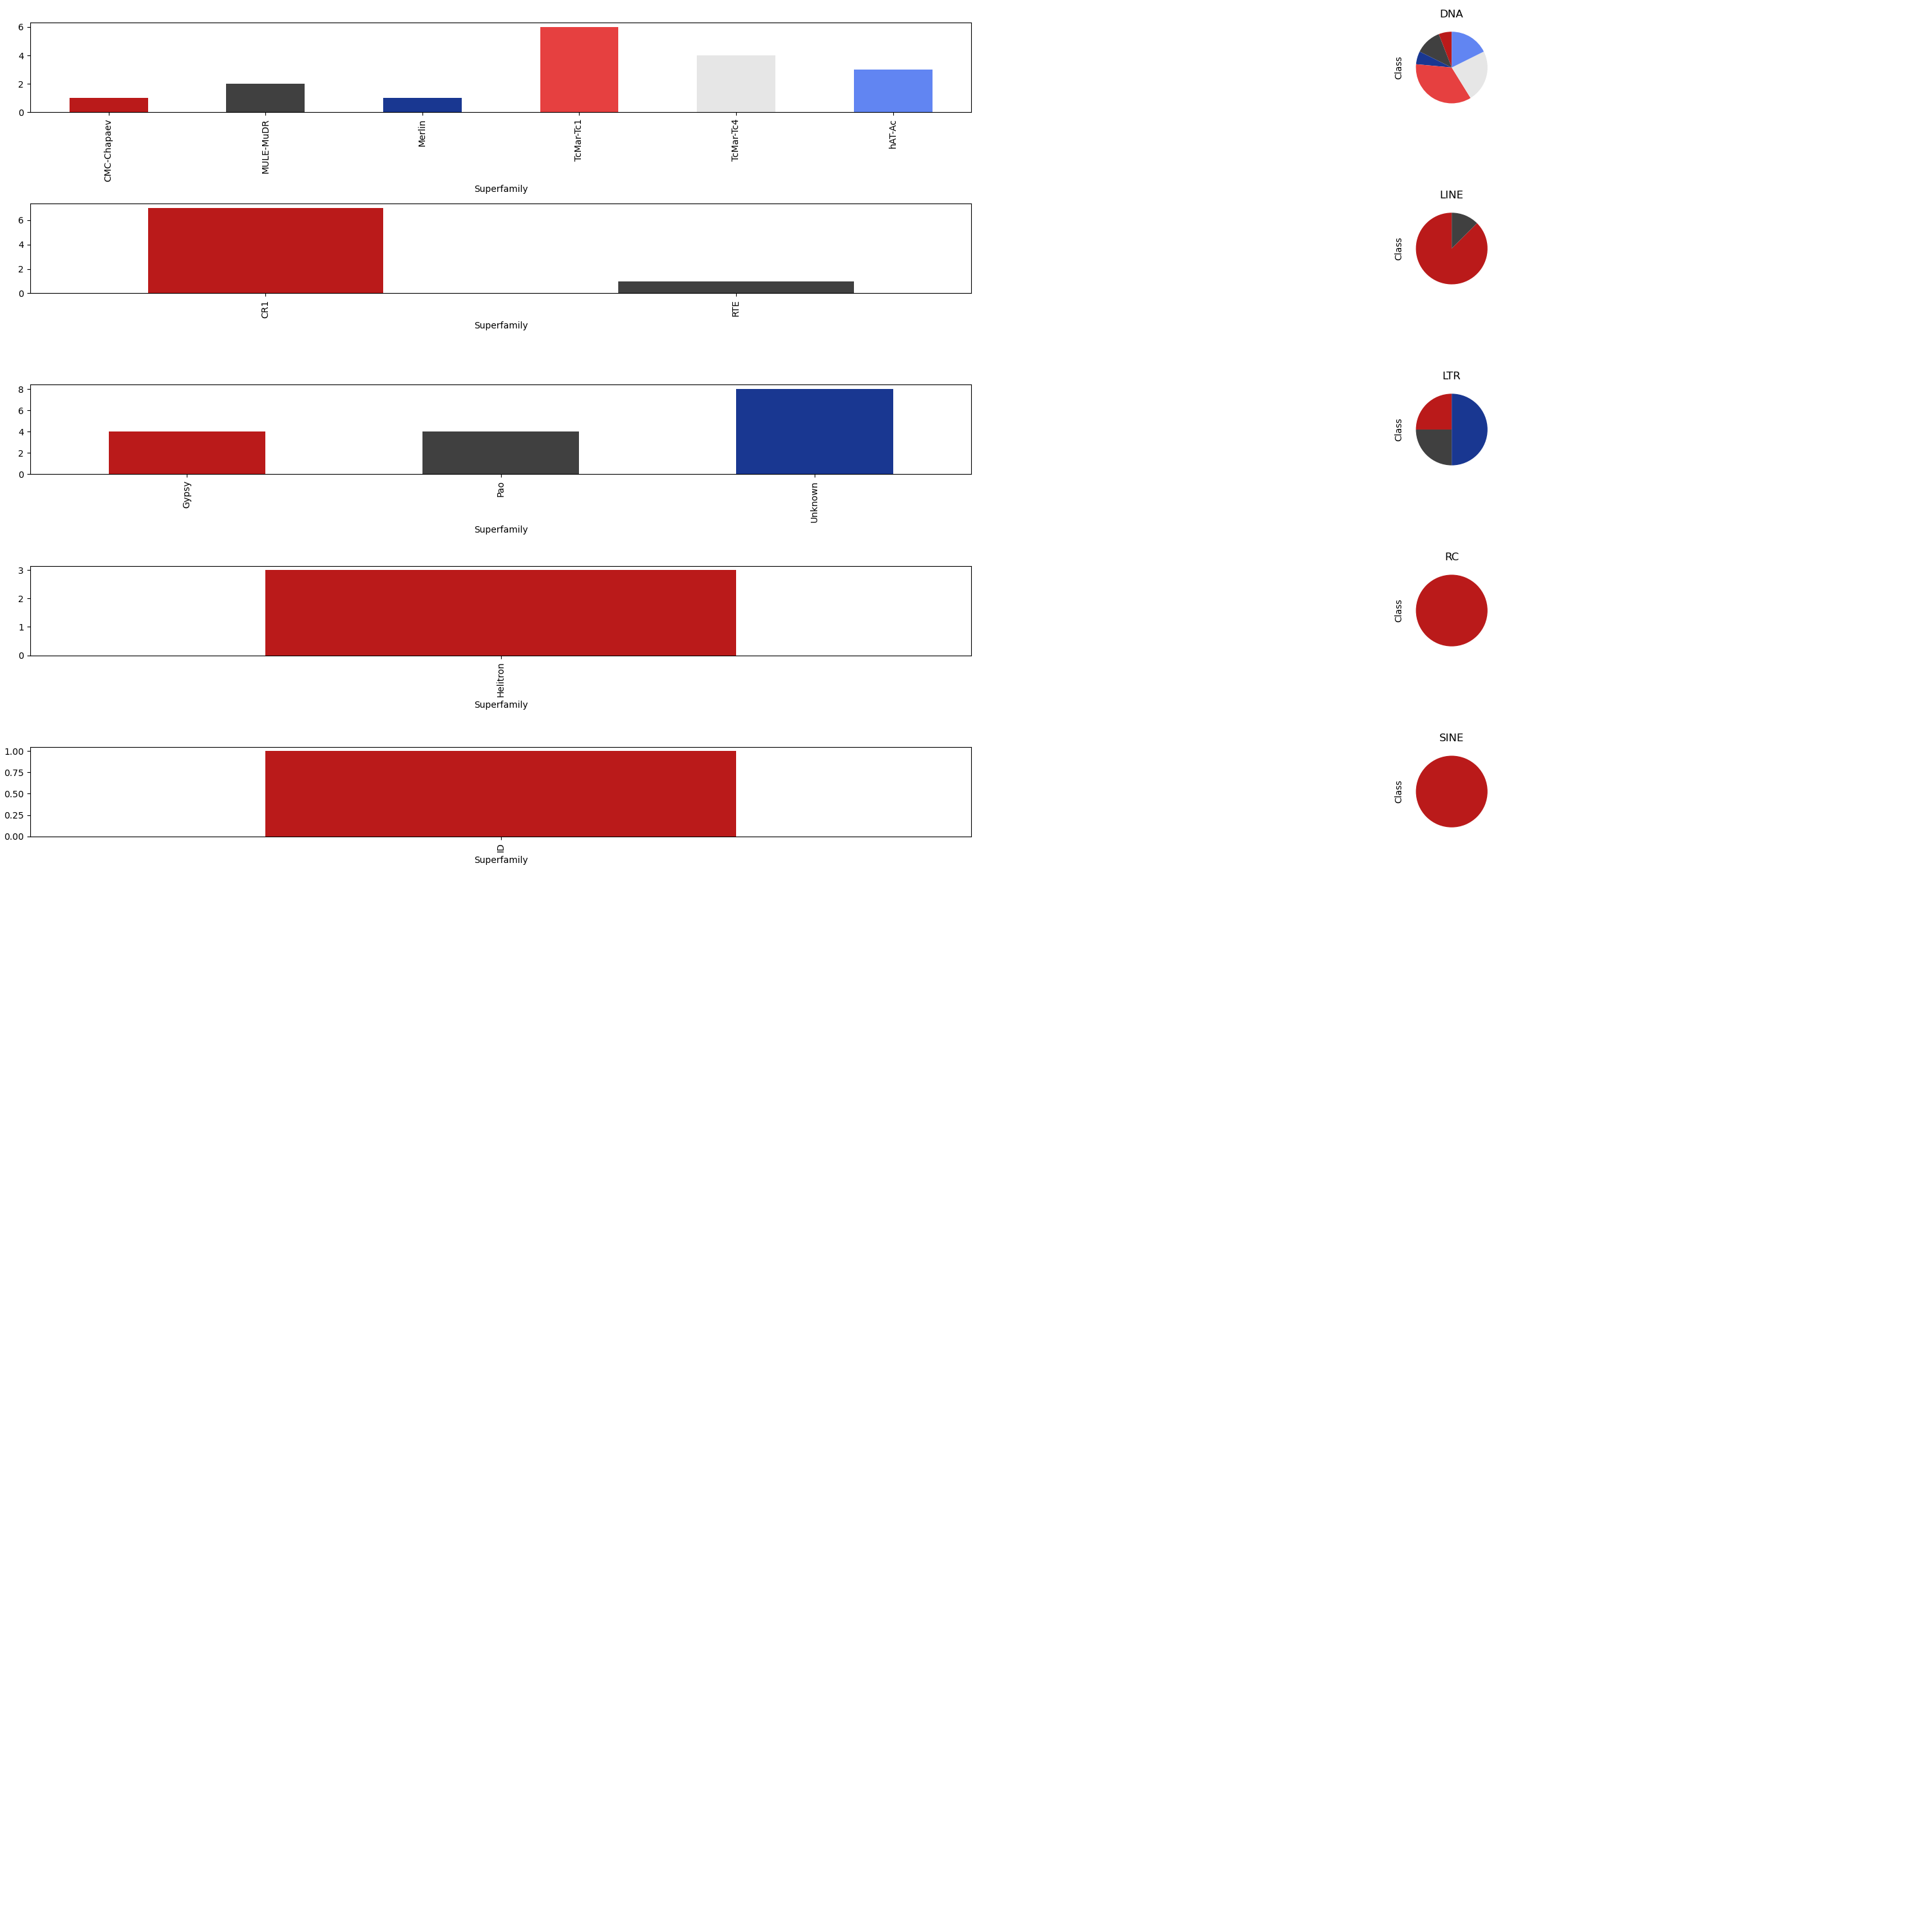 DNA
6
4
2
0
Class
CMC-Chapaev
MULE-MuDR
Merlin
TcMar-Tc1
TcMar-Tc4
hAT-Ac
Superfamily
LINE
6
4
2
0
Class
CR1
RTE
Superfamily
LTR
8
6
4
2
0
Class
Gypsy
Pao
Unknown
Superfamily
RC
3
2
1
0
Class
Helitron
Superfamily
SINE
1.00
0.75
0.50
0.25
0.00
Class
ID
Superfamily